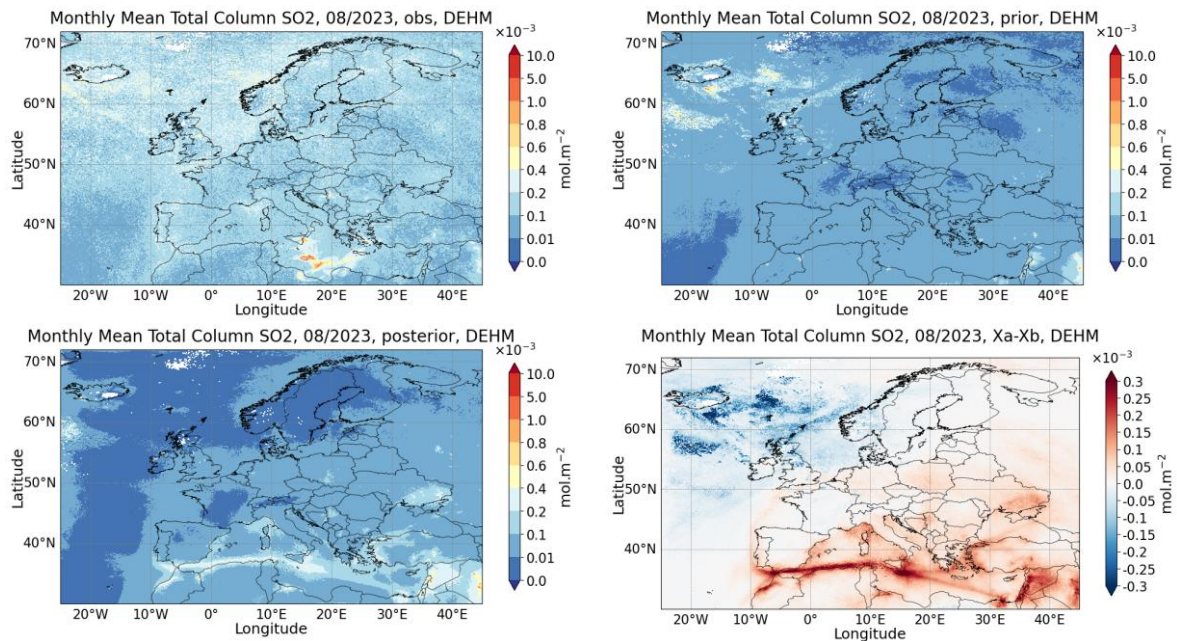 Monthly Mean Total Column SO2, 08/2023, obs, DEHM
×10⁻³
70°N
60°N
50°N
40°N
Latitude
20°W 10°W 0° 10°E 20°E 30°E 40°E
Longitude
10.0
5.0
1.0
0.8
0.6
0.4
0.2
0.1
0.01
0.0
mol.m⁻²
Monthly Mean Total Column SO2, 08/2023, prior, DEHM
×10⁻³
70°N
60°N
50°N
40°N
Latitude
20°W 10°W 0° 10°E 20°E 30°E 40°E
Longitude
10.0
5.0
1.0
0.8
0.6
0.4
0.2
0.1
0.01
0.0
mol.m⁻²
Monthly Mean Total Column SO2, 08/2023, posterior, DEHM
×10⁻³
70°N
60°N
50°N
40°N
Latitude
20°W 10°W 0° 10°E 20°E 30°E 40°E
Longitude
10.0
5.0
1.0
0.8
0.6
0.4
0.2
0.1
0.01
0.0
mol.m⁻²
Monthly Mean Total Column SO2, 08/2023, Xa-Xb, DEHM
×10⁻³
70°N
60°N
50°N
40°N
Latitude
20°W 10°W 0° 10°E 20°E 30°E 40°E
Longitude
0.3
0.25
0.2
0.15
0.1
0.05
0.0
-0.05
-0.10
-0.15
-0.20
-0.25
-0.3
mol.m⁻²